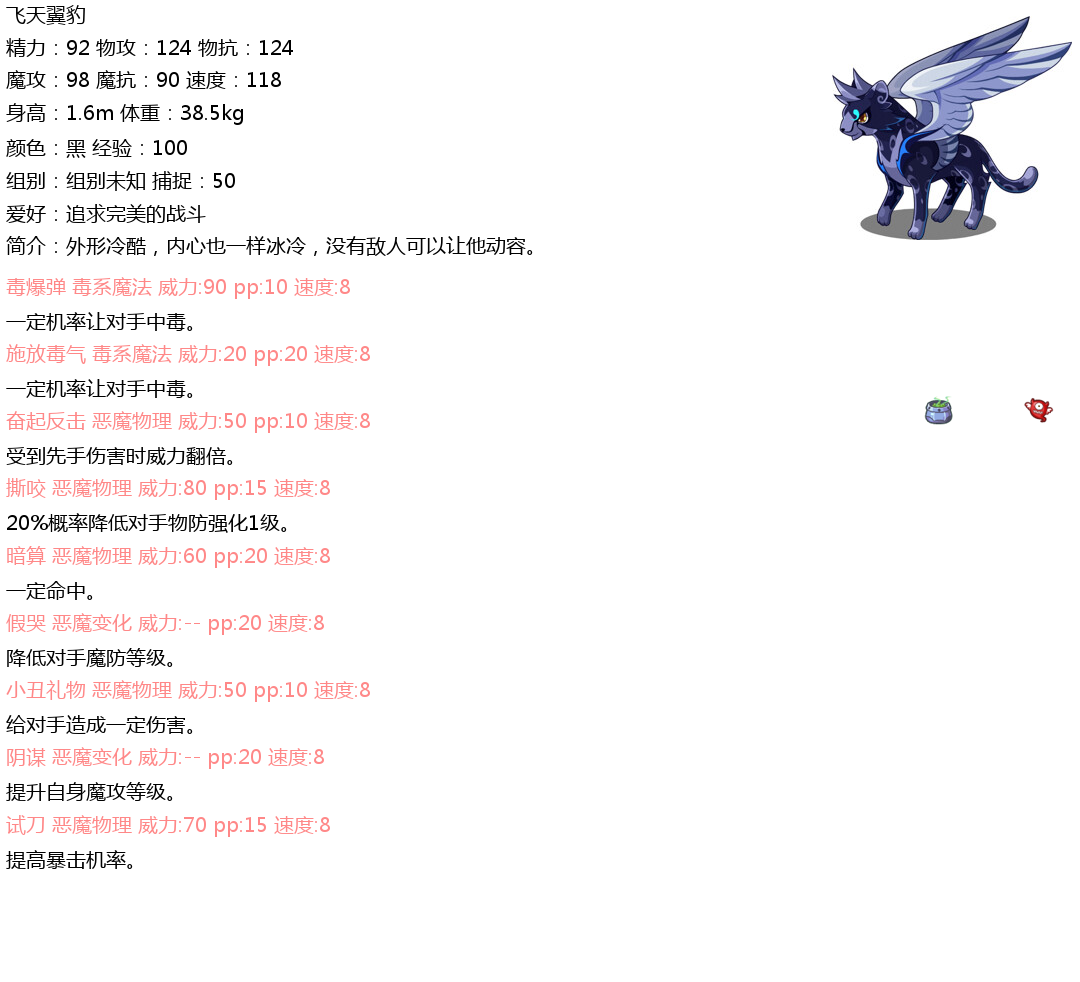 飞天翼豹
精力：92 物攻：124 物抗：124
魔攻：98 魔抗：90 速度：118
身高：1.6m 体重：38.5kg
颜色：黑 经验：100
组别：组别未知 捕捉：50
爱好：追求完美的战斗
简介：外形冷酷，内心也一样冰冷，没有敌人可以让他动容。
毒爆弹 毒系魔法 威力:90 pp:10 速度:8
一定机率让对手中毒。
施放毒气 毒系魔法 威力:20 pp:20 速度:8
一定机率让对手中毒。
奋起反击 恶魔物理 威力:50 pp:10 速度:8
受到先手伤害时威力翻倍。
撕咬 恶魔物理 威力:80 pp:15 速度:8
20%概率降低对手物防强化1级。
暗算 恶魔物理 威力:60 pp:20 速度:8
一定命中。
假哭 恶魔变化 威力:-- pp:20 速度:8
降低对手魔防等级。
小丑礼物 恶魔物理 威力:50 pp:10 速度:8
给对手造成一定伤害。
阴谋 恶魔变化 威力:-- pp:20 速度:8
提升自身魔攻等级。
试刀 恶魔物理 威力:70 pp:15 速度:8
提高暴击机率。